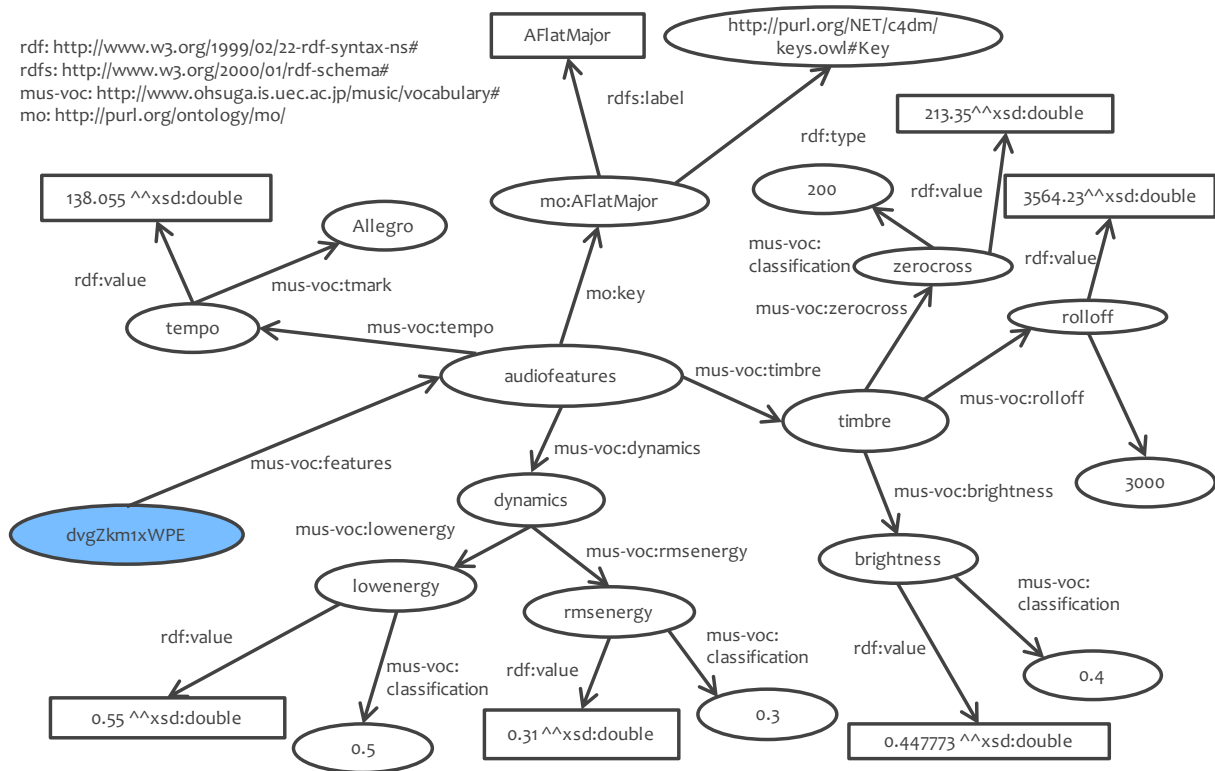 rdf: http://www.w3.org/1999/02/22-rdf-syntax-ns#
rdfs: http://www.w3.org/2000/01/rdf-schema#
mus-voc: http://www.ohsuga.is.uec.ac.jp/music/vocabulary#
mo: http://purl.org/ontology/mo/
AFlatMajor
http://purl.org/NET/c4dm/
keys.owl#Key
rdfs:label
rdf:type
213.35^^xsd:double
138.055 ^^xsd:double
Allegro
mo:AFlatMajor
200
rdf:value
3564.23^^xsd:double
rdf:value
mus-voc:tmark
mus-voc:
classification
zerocross
rdf:value
tempo
mus-voc:tempo
mo:key
mus-voc:zerocross
rolloff
audiofeatures
mus-voc:timbre
timbre
mus-voc:rolloff
mus-voc:features
mus-voc:dynamics
mus-voc:brightness
3000
dvgZkm1xWPE
dynamics
mus-voc:lowenergy
mus-voc:rmsenergy
brightness
lowenergy
rmsenergy
mus-voc:
classification
rdf:value
mus-voc:
classification
rdf:value
mus-voc:
classification
rdf:value
0.4
0.55 ^^xsd:double
0.5
0.31 ^^xsd:double
0.3
0.447773 ^^xsd:double